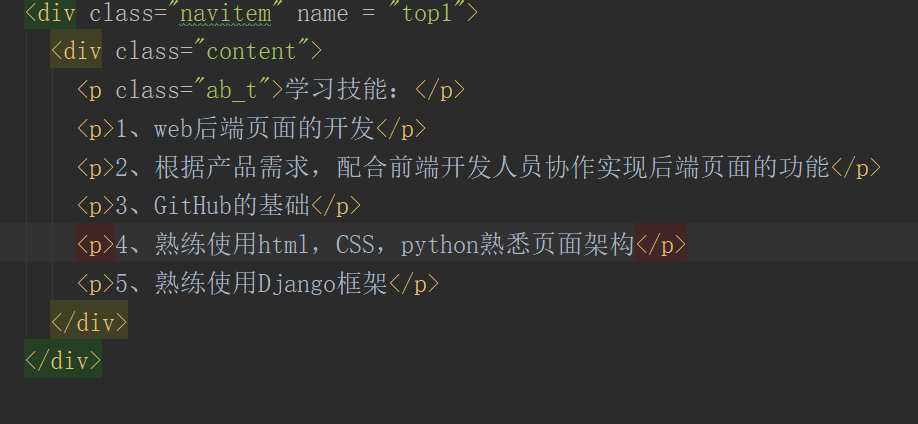 <div class="navitem" name = "top1">
<div class="content">
<p class="ab_t">学习技能：</p>
<p>1、web后端页面的开发</p>
<p>2、根据产品需求，配合前端开发人员协作实现后端页面的功能</p>
<p>3、GitHub的基础</p>
<p>4、熟练使用html，CSS，python熟悉页面架构</p>
<p>5、熟练使用Django框架</p>
</div>
</div>